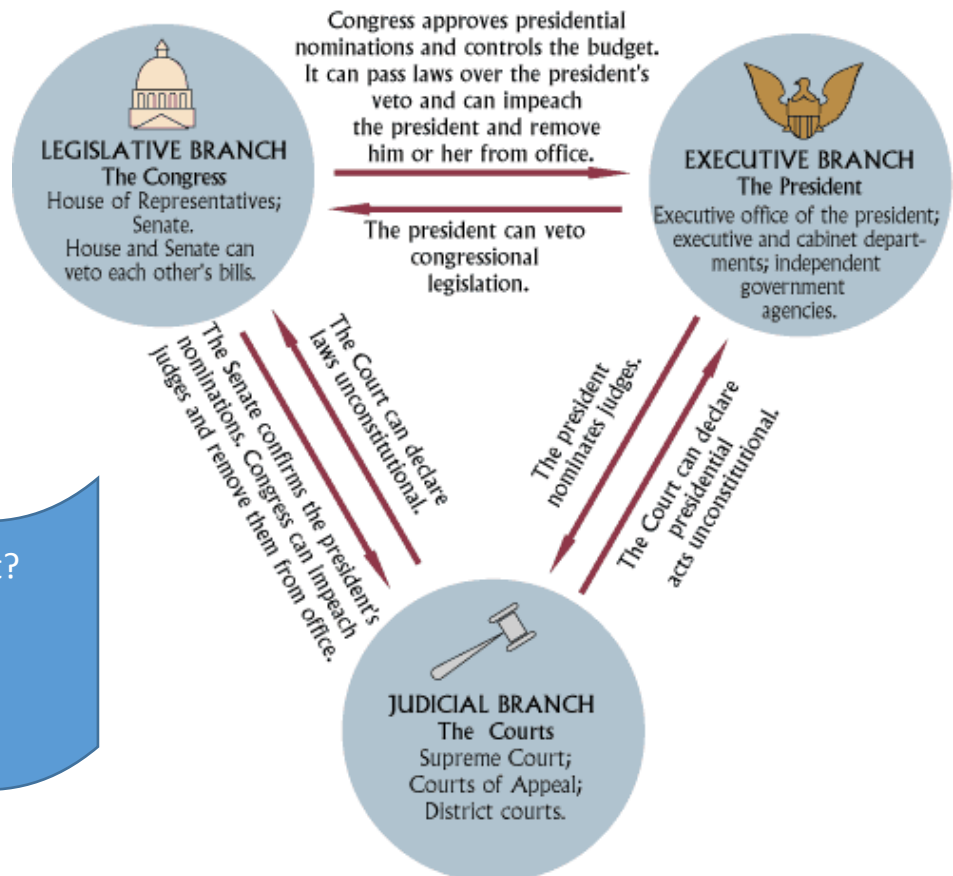 Congress approves presidential
nominations and controls the budget.
It can pass laws over the president's
veto and can impeach
the president and remove
him or her from office.
LEGISLATIVE BRANCH
The Congress
House of Representatives;
Senate.
House and Senate can
veto each other's bills.
EXECUTIVE BRANCH
The President
Executive office of the president;
executive and cabinet depart-
ments; independent
government
agencies.
The president can veto
congressional
legislation.
The Senate confirms the president's
nominations. Congress can impeach
judges and remove them from office.
The Court can declare
laws unconstitutional.
The president
nominates judges.
The Court can declare
presidential
acts unconstitutional.
JUDICIAL BRANCH
The Courts
Supreme Court;
Courts of Appeal;
District courts.